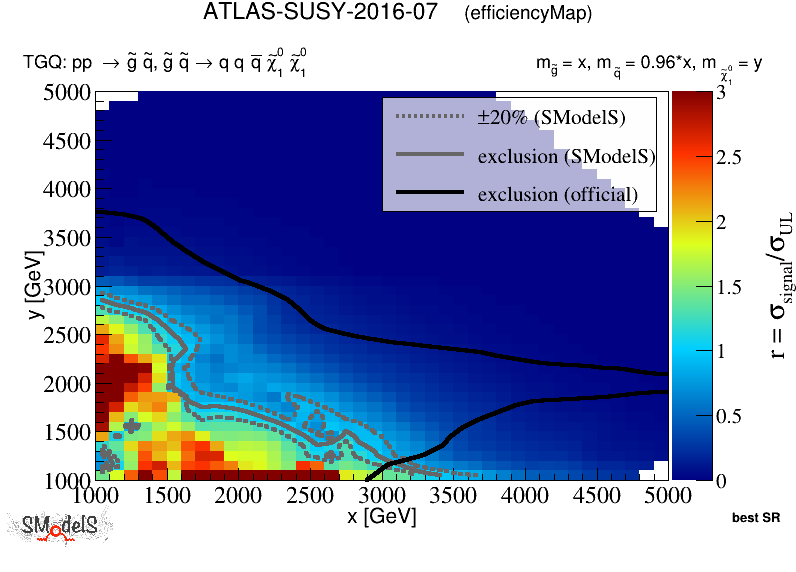 ATLAS-SUSY-2016-07 (efficiencyMap)
TGQ: pp → g̃ q̃, g̃ q̃ → q q q̅ χ̃₁⁰ χ̃₁⁰
m_g̃ = x, m_q̃ = 0.96*x, m_χ̃₁⁰ = y
±20% (SModelS)
exclusion (SModelS)
exclusion (official)
5000
4500
4000
3500
3000
2500
2000
1500
1000
y [GeV]
1000 1500 2000 2500 3000 3500 4000 4500 5000
x [GeV]
3
2.5
2
1.5
1
0.5
0
r = σ_signal/σ_UL
best SR
SModelS